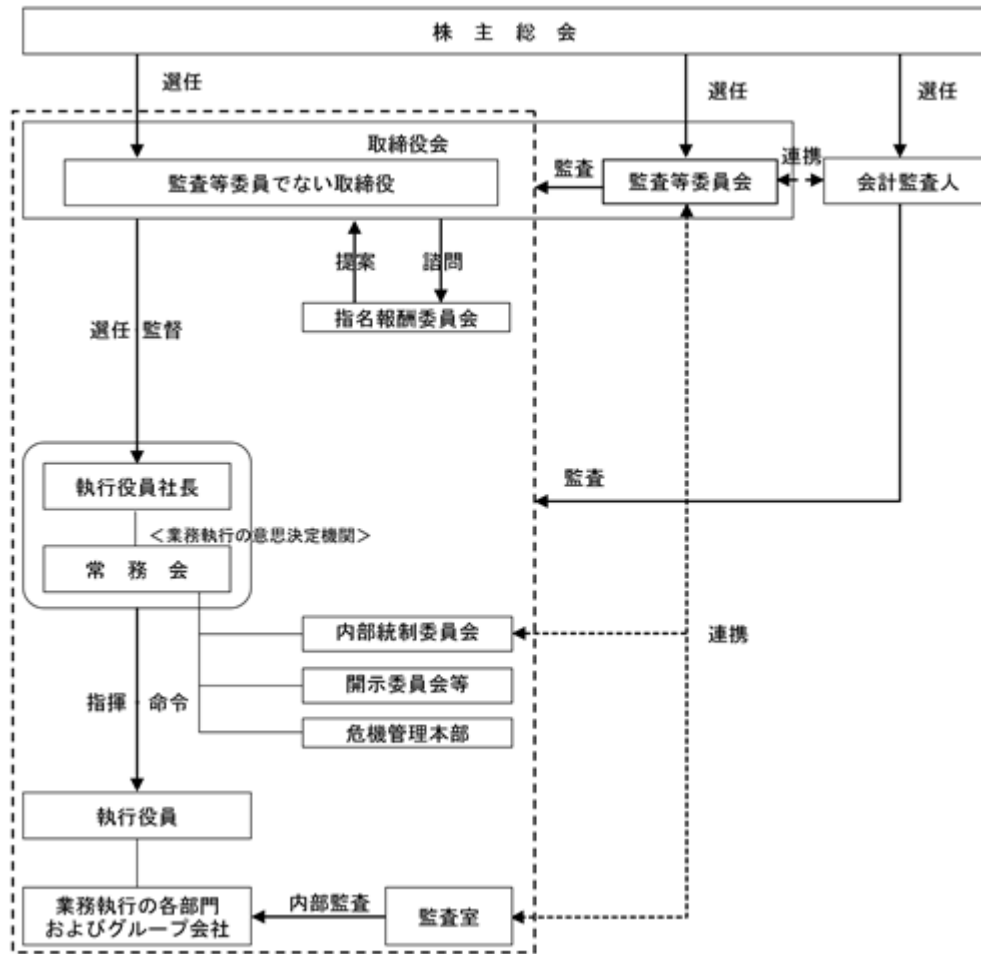 株 主 総 会
選任
選任
選任
取締役会
監査等委員でない取締役
監査
監査等委員会
連携
会計監査人
提案
諮問
指名報酬委員会
選任・監督
執行役員社長
監査
＜業務執行の意思決定機関＞
常 務 会
内部統制委員会
連携
開示委員会等
指揮・命令
危機管理本部
執行役員
業務執行の各部門
およびグループ会社
内部監査
監査室